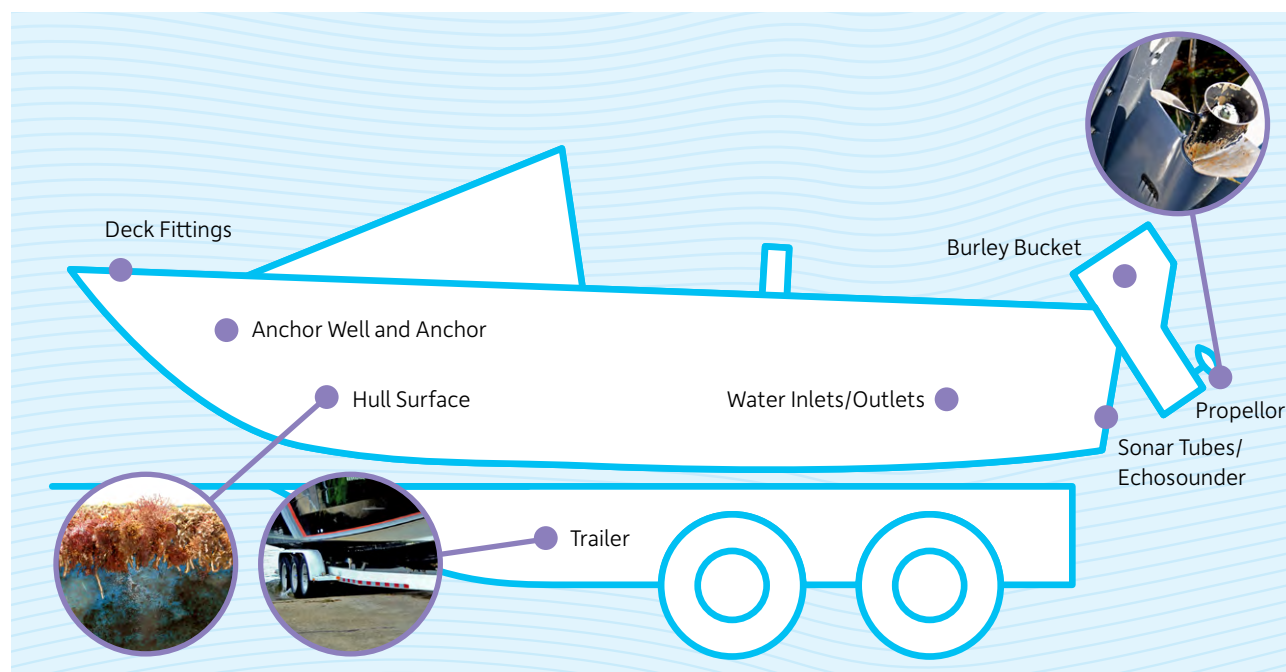 Deck Fittings
Burley Bucket
Anchor Well and Anchor
Hull Surface
Water Inlets/Outlets
Propellor
Sonar Tubes/
Echosounder
Trailer